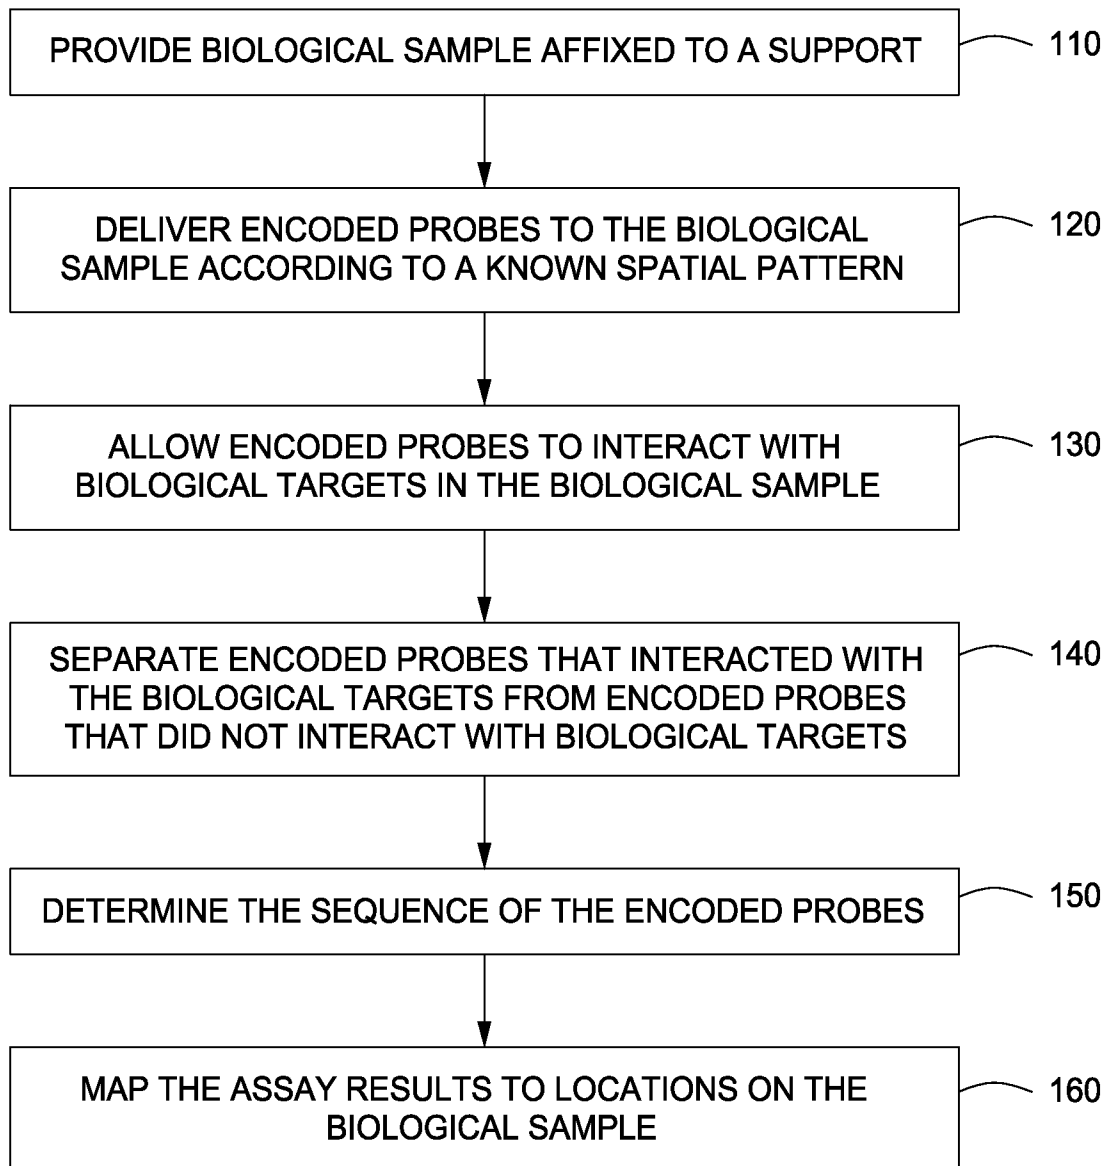 PROVIDE BIOLOGICAL SAMPLE AFFIXED TO A SUPPORT
110
DELIVER ENCODED PROBES TO THE BIOLOGICAL
SAMPLE ACCORDING TO A KNOWN SPATIAL PATTERN
120
ALLOW ENCODED PROBES TO INTERACT WITH
BIOLOGICAL TARGETS IN THE BIOLOGICAL SAMPLE
130
SEPARATE ENCODED PROBES THAT INTERACTED WITH
THE BIOLOGICAL TARGETS FROM ENCODED PROBES
THAT DID NOT INTERACT WITH BIOLOGICAL TARGETS
140
DETERMINE THE SEQUENCE OF THE ENCODED PROBES
150
MAP THE ASSAY RESULTS TO LOCATIONS ON THE
BIOLOGICAL SAMPLE
160